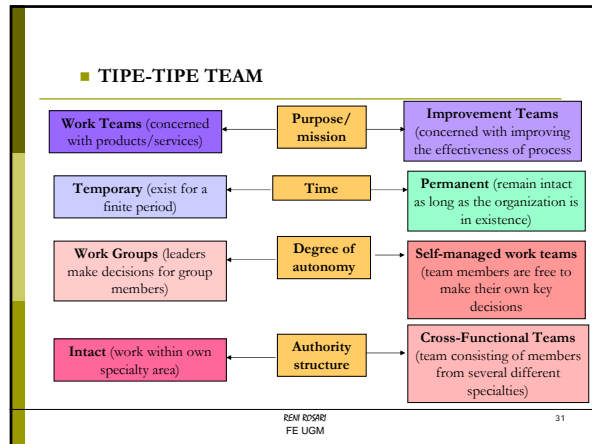 TIPE-TIPE TEAM
Work Teams (concerned
with products/services)
Purpose/
mission
Improvement Teams
(concerned with improving
the effectiveness of process
Temporary (exist for a
finite period)
Time
Permanent (remain intact
as long as the organization is
in existence)
Work Groups (leaders
make decisions for group
members)
Degree of
autonomy
Self-managed work teams
(team members are free to
make their own key
decisions
Intact (work within own
specialty area)
Authority
structure
Cross-Functional Teams
(team consisting of members
from several different
specialties)
RENI ROSARI
FE UGM
31